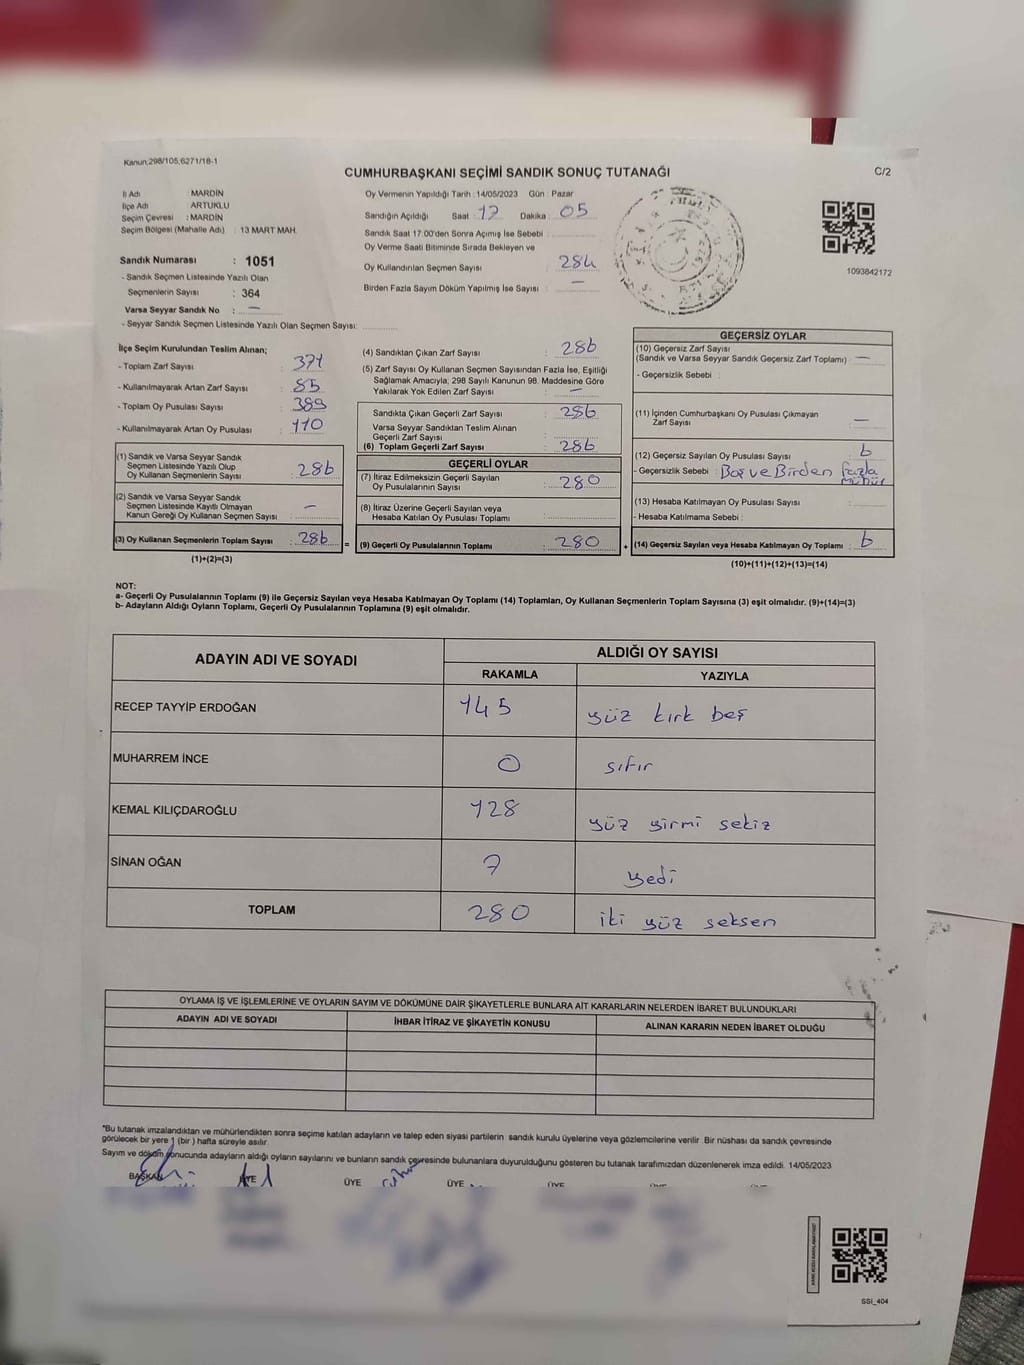 Kanun,298/105,6271/18-1
CUMHURBAŞKANI SEÇİMİ SANDIK SONUÇ TUTANAĞI
C/2
İl Adı : MARDİN
İlçe Adı : ARTUKLU
Seçim Çevresi : MARDİN
Seçim Bölgesi (Mahalle Adı) : 13 MART MAH.
Sandık Numarası : 1051
- Sandık Seçmen Listesinde Yazılı Olan
Seçmenlerin Sayısı : 364
Varsa Seyyar Sandık No : —
- Seyyar Sandık Seçmen Listesinde Yazılı Olan Seçmen Sayısı:
Oy Vermenin Yapıldığı Tarih : 14/05/2023 Gün : Pazar
Sandığın Açıldığı Saat : 17 Dakika : 05
Sandık Saat 17:00'den Sonra Açımış İse Sebebi :
Oy Verme Saati Bitiminde Sırada Bekleyen ve
Oy Kullandırılan Seçmen Sayısı : 284
Birden Fazla Sayım Döküm Yapılmış İse Sayısı : —
1093842172
İlçe Seçim Kurulundan Teslim Alınan;
- Toplam Zarf Sayısı : 371
- Kullanılmayarak Artan Zarf Sayısı : 85
- Toplam Oy Pusulası Sayısı : 389
- Kullanılmayarak Artan Oy Pusulası : 110
(1) Sandık ve Varsa Seyyar Sandık
Seçmen Listesinde Yazılı Olup
Oy Kullanan Seçmenlerin Sayısı : 286
(2) Sandık ve Varsa Seyyar Sandık
Seçmen Listesinde Kayıtlı Olmayan
Kanun Gereği Oy Kullanan Seçmen Sayısı : —
(3) Oy Kullanan Seçmenlerin Toplam Sayısı : 286
(1)+(2)=(3)
(4) Sandıktan Çıkan Zarf Sayısı : 286
(5) Zarf Sayısı Oy Kullanan Seçmen Sayısından Fazla İse, Eşitliği
Sağlamak Amacıyla; 298 Sayılı Kanunun 98. Maddesine Göre
Yakılarak Yok Edilen Zarf Sayısı : —
Sandıkta Çıkan Geçerli Zarf Sayısı : 286
Varsa Seyyar Sandıktan Teslim Alınan
Geçerli Zarf Sayısı :
(6) Toplam Geçerli Zarf Sayısı : 286
GEÇERLİ OYLAR
(7) İtiraz Edilmeksizin Geçerli Sayılan
Oy Pusulalarının Sayısı : 280
(8) İtiraz Üzerine Geçerli Sayılan veya
Hesaba Katılan Oy Pusulası Toplamı :
= (9) Geçerli Oy Pusulalarının Toplamı : 280
GEÇERSİZ OYLAR
(10) Geçersiz Zarf Sayısı
(Sandık ve Varsa Seyyar Sandık Geçersiz Zarf Toplamı) : —
- Geçersizlik Sebebi :
(11) İçinden Cumhurbaşkanı Oy Pusulası Çıkmayan
Zarf Sayısı : —
(12) Geçersiz Sayılan Oy Pusulası Sayısı : 6
- Geçersizlik Sebebi : Boş ve Birden fazla
mühür
(13) Hesaba Katılmayan Oy Pusulası Sayısı :
- Hesaba Katılmama Sebebi :
+ (14) Geçersiz Sayılan veya Hesaba Katılmayan Oy Toplamı : 6
(10)+(11)+(12)+(13)=(14)
NOT:
a- Geçerli Oy Pusulalarının Toplamı (9) ile Geçersiz Sayılan veya Hesaba Katılmayan Oy Toplamı (14) Toplamları, Oy Kullanan Seçmenlerin Toplam Sayısına (3) eşit olmalıdır. (9)+(14)=(3)
b- Adayların Aldığı Oyların Toplamı, Geçerli Oy Pusulalarının Toplamına (9) eşit olmalıdır.
ADAYIN ADI VE SOYADI
ALDIĞI OY SAYISI
RAKAMLA YAZIYLA
RECEP TAYYİP ERDOĞAN 145 yüz kırk beş
MUHARREM İNCE 0 sıfır
KEMAL KILIÇDAROĞLU 128 yüz yirmi sekiz
SİNAN OĞAN 7 yedi
TOPLAM 280 iki yüz seksen
OYLAMA İŞ VE İŞLEMLERİNE VE OYLARIN SAYIM VE DÖKÜMÜNE DAİR ŞİKAYETLERLE BUNLARA AİT KARARLARIN NELERDEN İBARET BULUNDUKLARI
ADAYIN ADI VE SOYADI İHBAR İTİRAZ VE ŞİKAYETİN KONUSU ALINAN KARARIN NEDEN İBARET OLDUĞU
*Bu tutanak imzalandıktan ve mühürlendikten sonra seçime katılan adayların ve talep eden siyasi partilerin sandık kurulu üyelerine veya gözlemcilerine verilir. Bir nüshası da sandık çevresinde
görülecek bir yere 1 (bir ) hafta süreyle asılır.
Sayım ve döküm sonucunda adayların aldığı oyların sayılarını ve bunların sandık çevresinde bulunanlara duyurulduğunu gösteren bu tutanak tarafımızdan düzenlenerek imza edildi. 14/05/2023
BAŞKAN ÜYE ÜYE ÜYE ÜYE
SSI_404